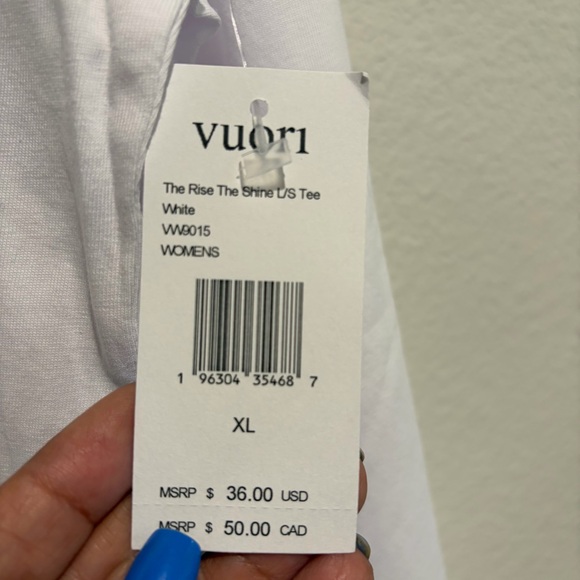 vuori
The Rise The Shine L/S Tee
White
VW9015
WOMENS
1 96304 35468 7
XL
MSRP $ 36.00 USD
MSRP $ 50.00 CAD